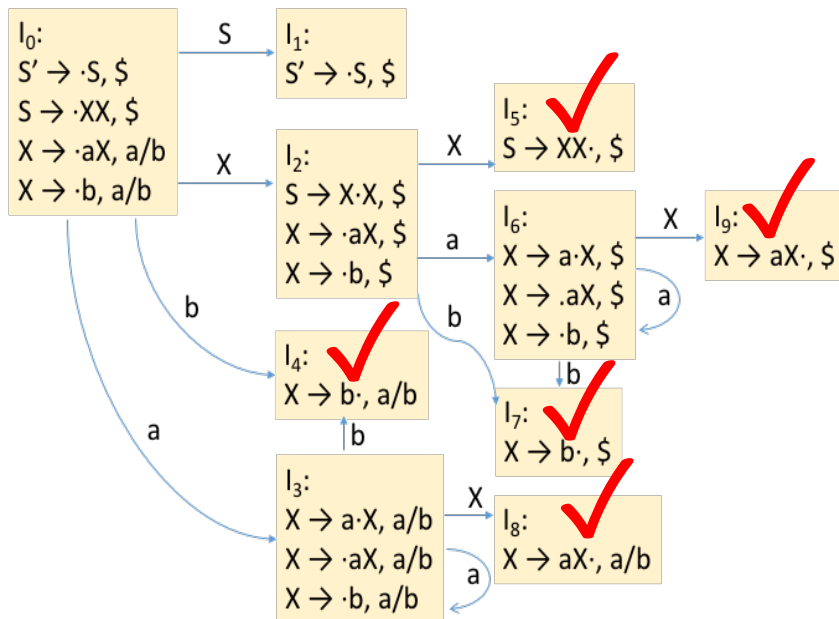 I₀:
S' → ·S, $
S → ·XX, $
X → ·aX, a/b
X → ·b, a/b
S
I₁:
S' → ·S, $
X
I₂:
S → X·X, $
X → ·aX, $
X → ·b, $
X
I₅:
S → XX·, $
a
I₆:
X → a·X, $
X → .aX, $
X → ·b, $
X
I₉:
X → aX·, $
a
b
b
b
I₄:
X → b·, a/b
I₇:
X → b·, $
a
b
I₃:
X → a·X, a/b
X → ·aX, a/b
X → ·b, a/b
X
I₈:
X → aX·, a/b
a